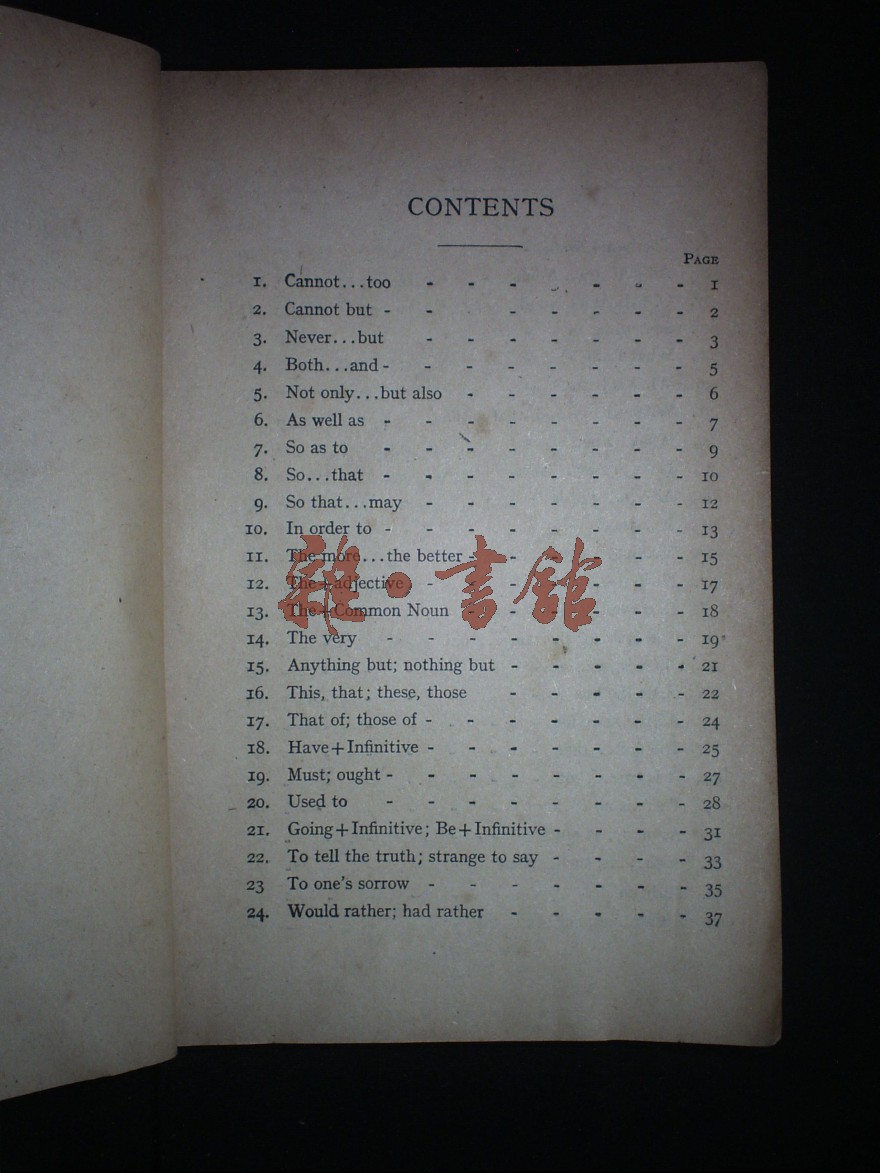 CONTENTS
PAGE
1. Cannot...too - - - - - - - 1
2. Cannot but - - - - - - - 2
3. Never...but - - - - - - - 3
4. Both...and - - - - - - - - 5
5. Not only...but also - - - - - - 6
6. As well as - - - - - - - - 7
7. So as to - - - - - - - - 9
8. So...that - - - - - - - - 10
9. So that...may - - - - - - - 12
10. In order to - - - - - - - - 13
11. The more...the better - - - - - - 15
12. The+adjective - - - - - - - 17
13. The+Common Noun - - - - - - 18
14. The very - - - - - - - - 19
15. Anything but; nothing but - - - - - 21
16. This, that; these, those - - - - - 22
17. That of; those of - - - - - - - 24
18. Have+Infinitive - - - - - - - 25
19. Must; ought - - - - - - - - 27
20. Used to - - - - - - - - 28
21. Going+Infinitive; Be+Infinitive - - - - 31
22. To tell the truth; strange to say - - - - 33
23 To one's sorrow - - - - - - - 35
24. Would rather; had rather - - - - - 37
雜·書館